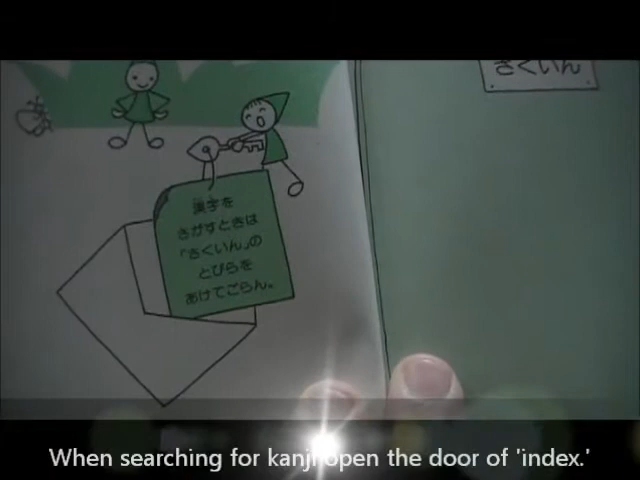 さくいん
漢字を
さがすときは
「さくいん」の
とびらを
あけてごらん。
When searching for kanji open the door of 'index.'